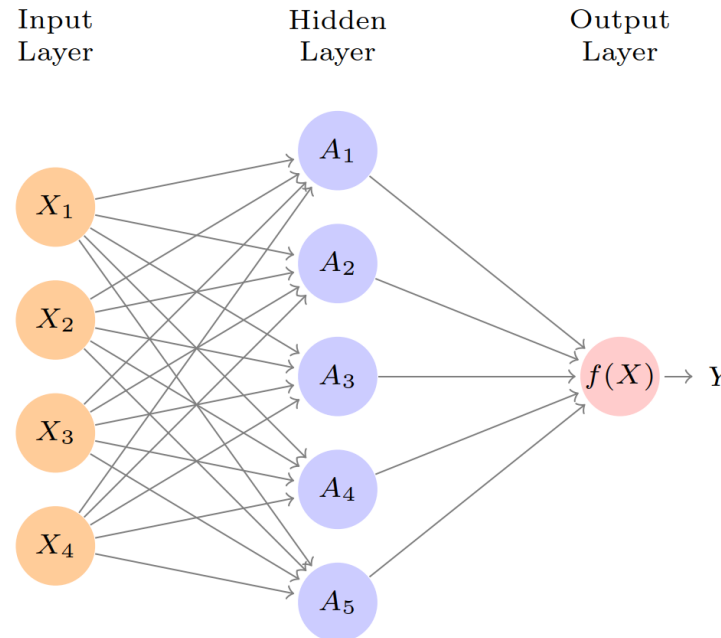 Input
Layer
Hidden
Layer
Output
Layer
X₁
X₂
X₃
X₄
A₁
A₂
A₃
A₄
A₅
f(X)
Y